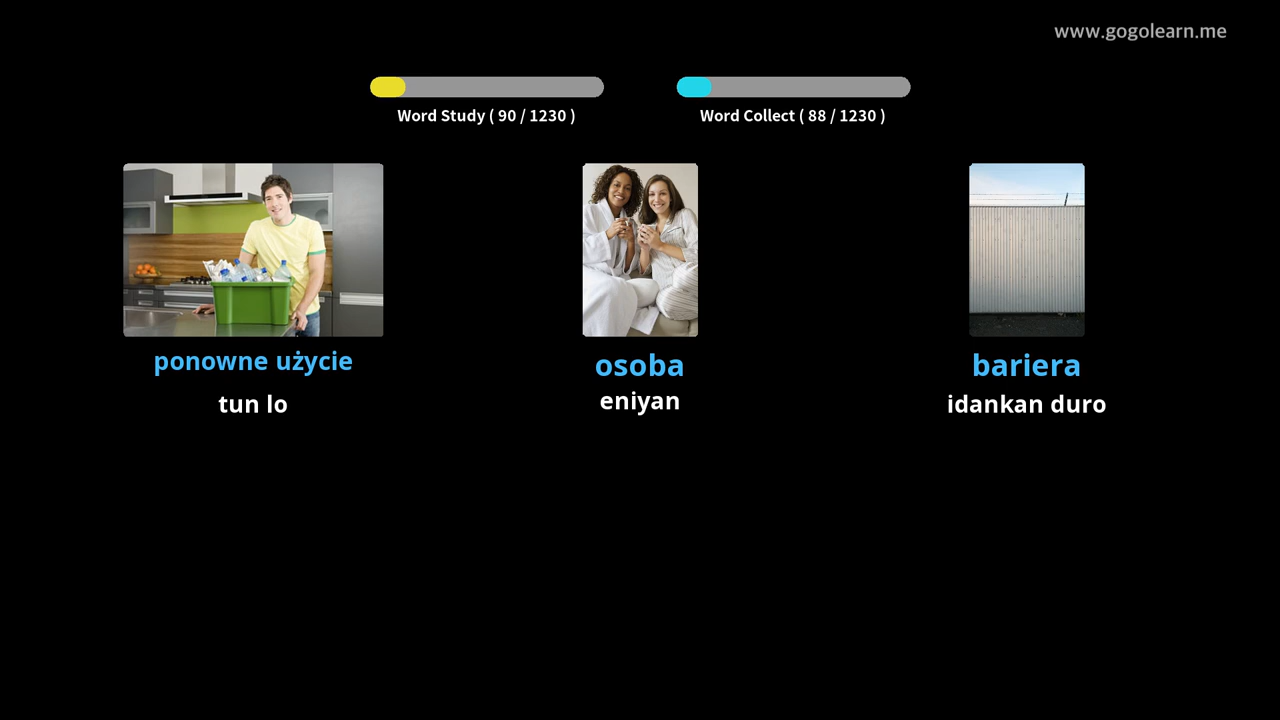 www.gogolearn.me
Word Study ( 90 / 1230 )
Word Collect ( 88 / 1230 )
ponowne użycie
osoba
bariera
tun lo
eniyan
idankan duro